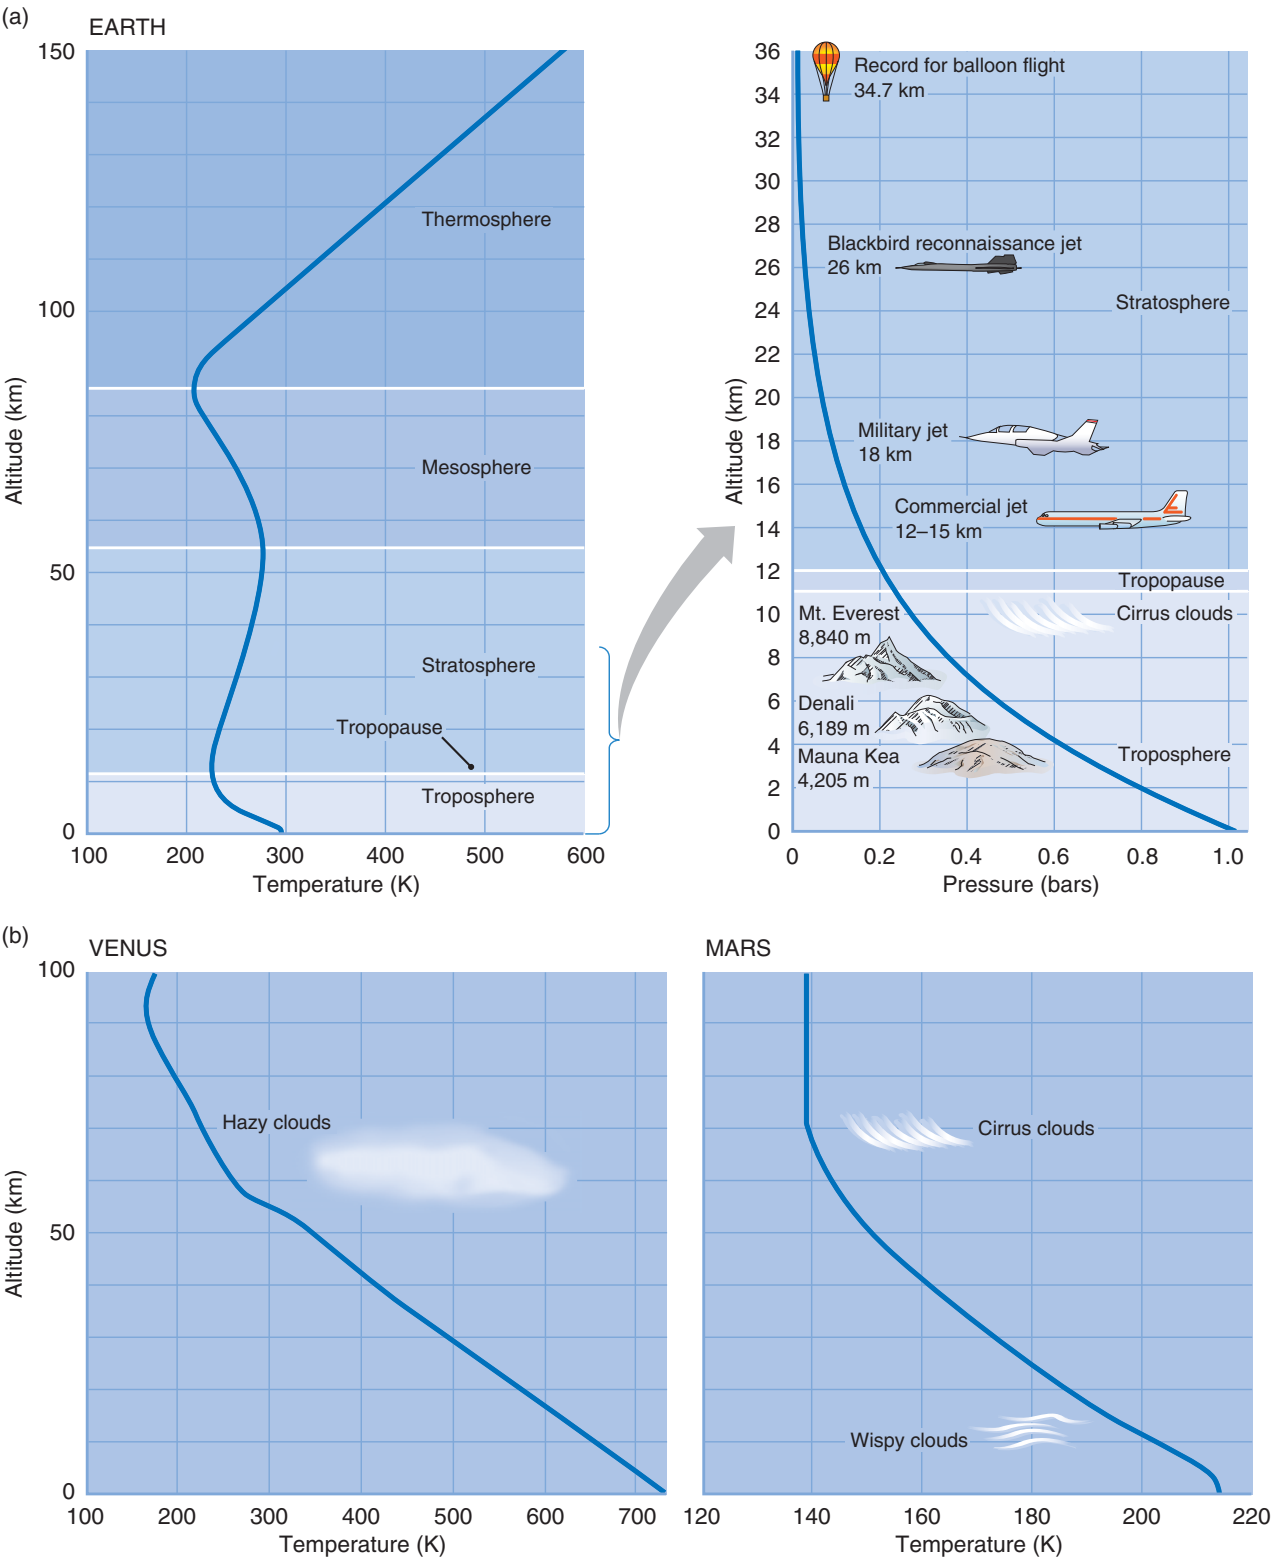 (a)
EARTH
150
100
50
0
Altitude (km)
Thermosphere
Mesosphere
Stratosphere
Tropopause
Troposphere
100 200 300 400 500 600
Temperature (K)
36
34
32
30
28
26
24
22
20
18
16
14
12
10
8
6
4
2
0
Altitude (km)
Record for balloon flight
34.7 km
Blackbird reconnaissance jet
26 km
Stratosphere
Military jet
18 km
Commercial jet
12–15 km
Tropopause
Mt. Everest
8,840 m
Cirrus clouds
Denali
6,189 m
Mauna Kea
4,205 m
Troposphere
0 0.2 0.4 0.6 0.8 1.0
Pressure (bars)
(b)
VENUS
100
50
0
Altitude (km)
Hazy clouds
100 200 300 400 500 600 700
Temperature (K)
MARS
Cirrus clouds
Wispy clouds
120 140 160 180 200 220
Temperature (K)